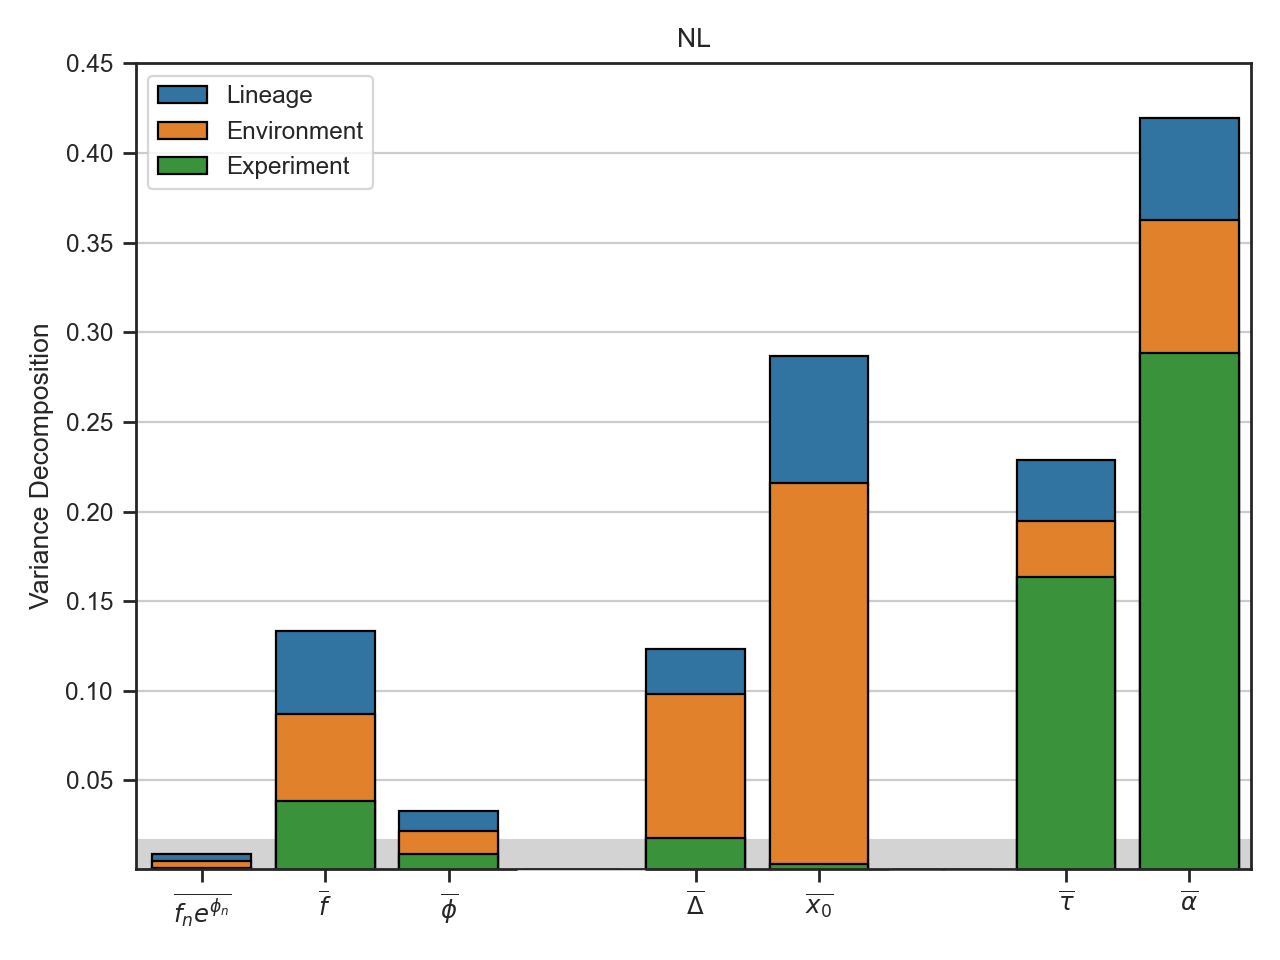 NL
Lineage
Environment
Experiment
Variance Decomposition
0.45
0.40
0.35
0.30
0.25
0.20
0.15
0.10
0.05
$\overline{f_n e^{\phi_n}}$
$\overline{f}$
$\overline{\phi}$
$\overline{\Delta}$
$\overline{x_0}$
$\overline{\tau}$
$\overline{\alpha}$